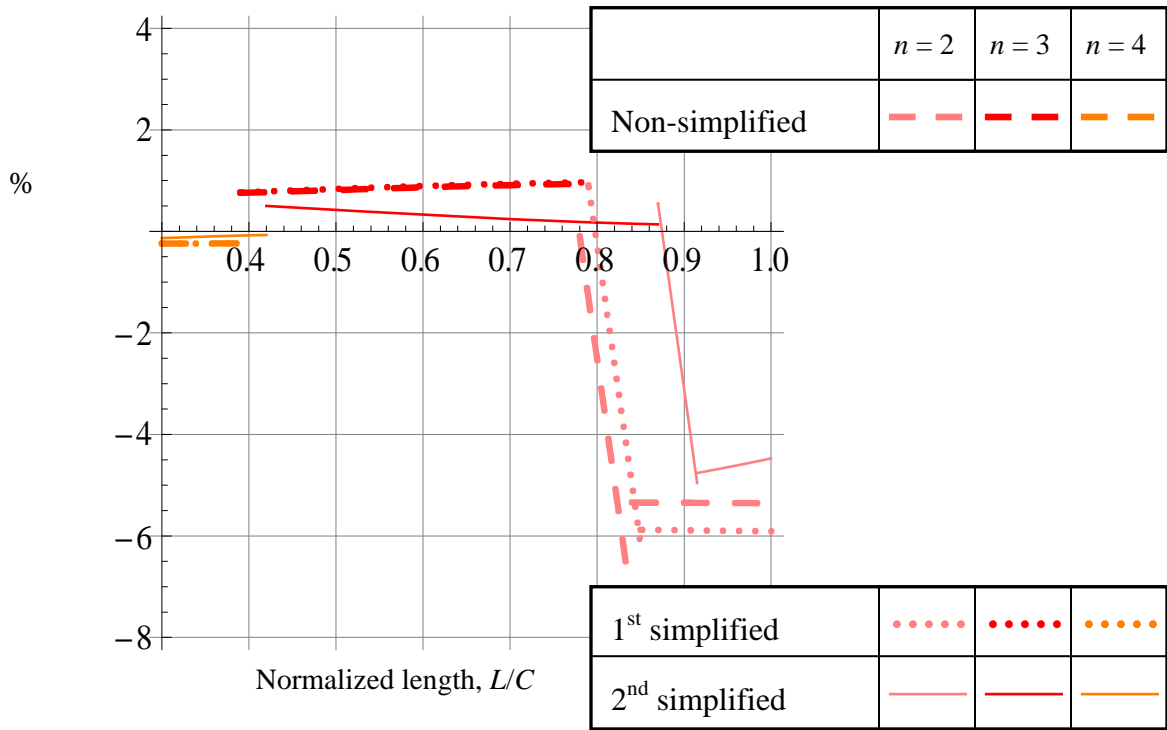 4
n = 2 n = 3 n = 4
2
Non-simplified
%
0.4 0.5 0.6 0.7 0.8 0.9 1.0
−2
−4
−6
−8
1st simplified
Normalized length, L/C
2nd simplified